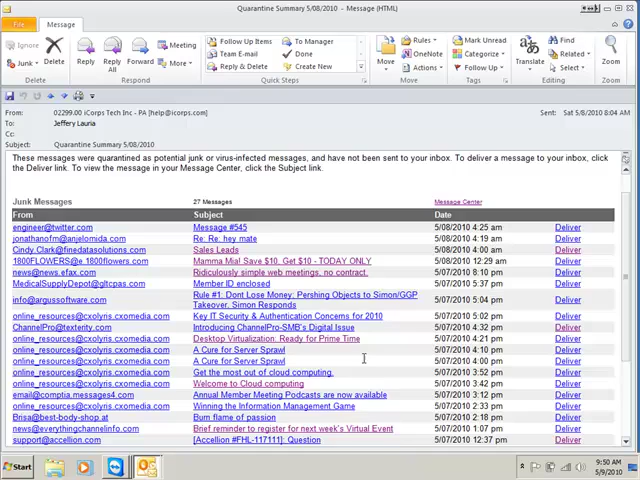 Quarantine Summary 5/08/2010 - Message (HTML)
File Message
Ignore
Junk
Delete
Reply
Reply All
Forward
Meeting
More
Follow Up Items
Team E-mail
Reply & Delete
To Manager
Done
Create New
Move
Rules
OneNote
Actions
Mark Unread
Categorize
Follow Up
Translate
Find
Related
Select
Zoom
Delete Respond Quick Steps Move Tags Editing Zoom
From: 02299.00 iCorps Tech Inc - PA [help@icorps.com] Sent: Sat 5/8/2010 8:04 AM
To: Jeffery Lauria
Cc:
Subject: Quarantine Summary 5/08/2010
These messages were quarantined as potential junk or virus-infected messages, and have not been sent to your inbox. To deliver a message to your inbox, click
the Deliver link. To view the message in your Message Center, click the Subject link.
Junk Messages 27 Messages Message Center
From Subject Date
engineer@twitter.com Message #545 5/08/2010 4:25 am Deliver
jonathanofm@anjelomida.com Re: Re: hey mate 5/08/2010 4:19 am Deliver
Cindy.Clark@finedatasolutions.com Sales Leads 5/08/2010 4:00 am Deliver
1800FLOWERS@e.1800flowers.com Mamma Mia! Save $10. Get $10 - TODAY ONLY 5/08/2010 12:29 am Deliver
news@news.efax.com Ridiculously simple web meetings, no contract. 5/07/2010 8:10 pm Deliver
MedicalSupplyDepot@gltcpas.com Member ID enclosed 5/07/2010 5:37 pm Deliver
info@argussoftware.com Rule #1: Dont Lose Money; Pershing Objects to Simon/GGP
Takeover, Simon Responds 5/07/2010 5:04 pm Deliver
online_resources@cxolyris.cxomedia.com Key IT Security & Authentication Concerns for 2010 5/07/2010 5:02 pm Deliver
ChannelPro@texterity.com Introducing ChannelPro-SMB's Digital Issue 5/07/2010 4:32 pm Deliver
online_resources@cxolyris.cxomedia.com Desktop Virtualization: Ready for Prime Time 5/07/2010 4:21 pm Deliver
online_resources@cxolyris.cxomedia.com A Cure for Server Sprawl 5/07/2010 4:10 pm Deliver
online_resources@cxolyris.cxomedia.com A Cure for Server Sprawl 5/07/2010 4:00 pm Deliver
online_resources@cxolyris.cxomedia.com Get the most out of cloud computing. 5/07/2010 3:52 pm Deliver
online_resources@cxolyris.cxomedia.com Welcome to Cloud computing 5/07/2010 3:42 pm Deliver
email@comptia.messages4.com Annual Member Meeting Podcasts are now available 5/07/2010 3:12 pm Deliver
online_resources@cxolyris.cxomedia.com Winning the Information Management Game 5/07/2010 2:33 pm Deliver
Brisa@best-body-shop.at Burn flame of passion 5/07/2010 2:18 pm Deliver
news@everythingchannelinfo.com Brief reminder to register for next week's Virtual Event 5/07/2010 1:07 pm Deliver
support@accellion.com [Accellion #FHL-117111]: Question 5/07/2010 12:37 pm Deliver
Start
9:50 AM
5/9/2010